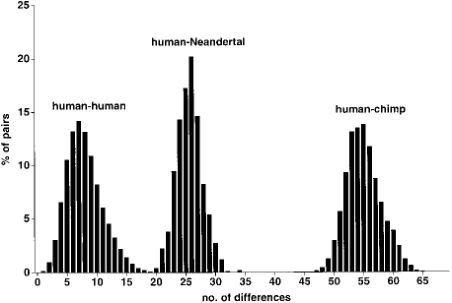 25
human-Neandertal
20
human-human
human-chimp
15
% of pairs
10
5
0
0 5 10 15 20 25 30 35 40 45 50 55 60 65
no. of differences